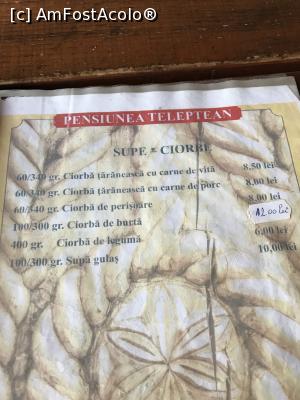 [c] AmFostAcolo®
PENSIUNEA TELEPTEAN
SUPE - CIORBE
60/340 gr. Ciorbă țărănească cu carne de vită 8,50 lei
60/340 gr. Ciorbă țărănească cu carne de porc 8,00 lei
60/340 gr. Ciorbă de perișoare 8,00 lei
100/300 gr. Ciorbă de burtă 12.00 lei
400 gr. Ciorbă de legume 6,00 lei
100/300 gr. Supă gulaș 10,00 lei